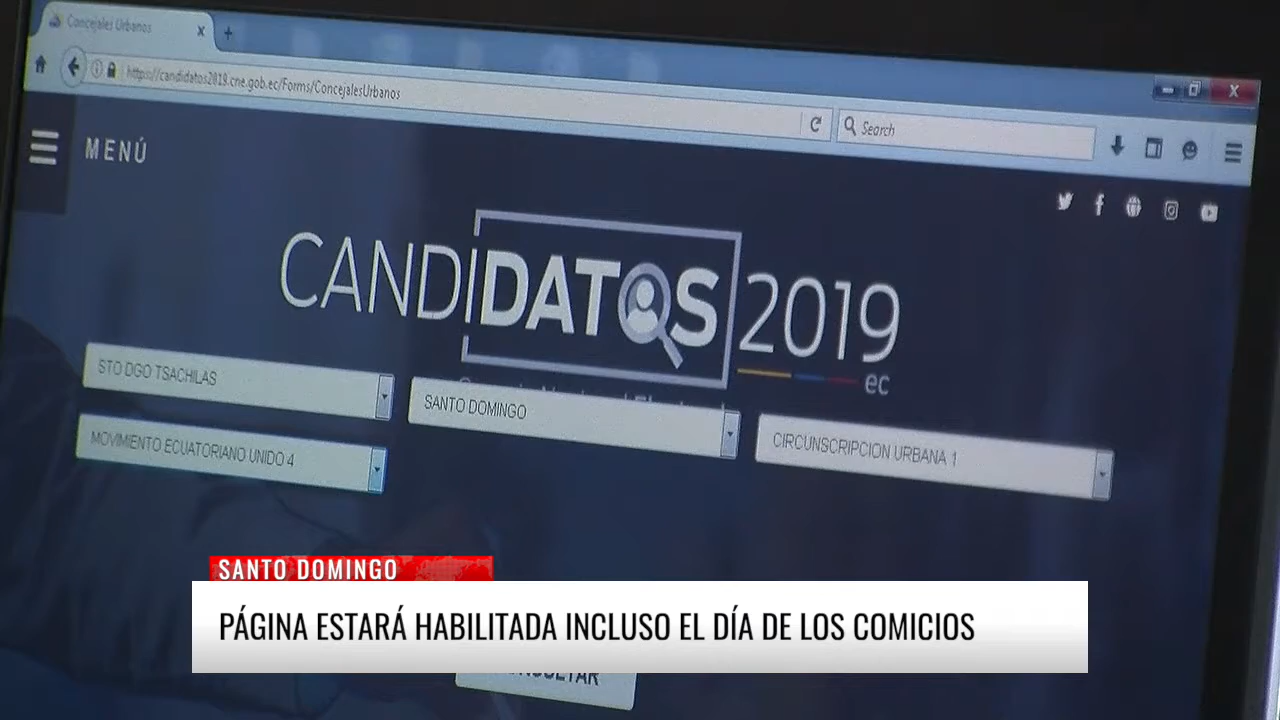 Concejales Urbanos
https://candidatos2019.cne.gob.ec/Forms/ConcejalesUrbanos
Search
MENÚ
CANDIDATOS 2019
ec
STO DGO TSACHILAS
SANTO DOMINGO
CIRCUNSCRIPCION URBANA 1
MOVIMIENTO ECUATORIANO UNIDO 4
SANTO DOMINGO
PÁGINA ESTARÁ HABILITADA INCLUSO EL DÍA DE LOS COMICIOS